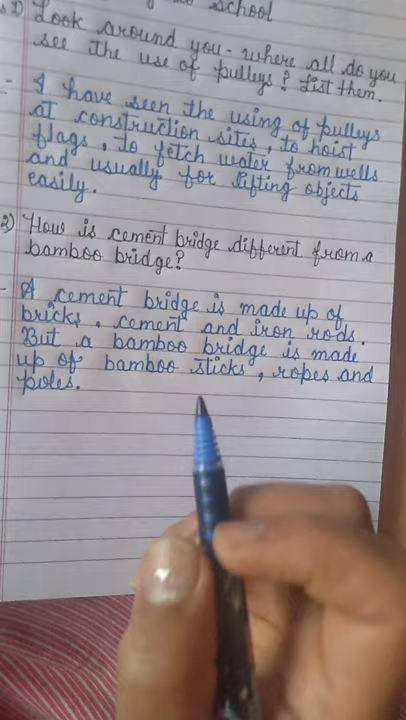 school
1) Look around you - where all do you
see the use of pulleys? List them.
- I have seen the using of pulleys
at construction sites, to hoist
flags, to fetch water from wells
and usually for lifting objects
easily.
2) How is cement bridge different from a
bamboo bridge?
- A cement bridge is made up of
bricks, cement and iron rods.
But a bamboo bridge is made
up of bamboo sticks, ropes and
poles.